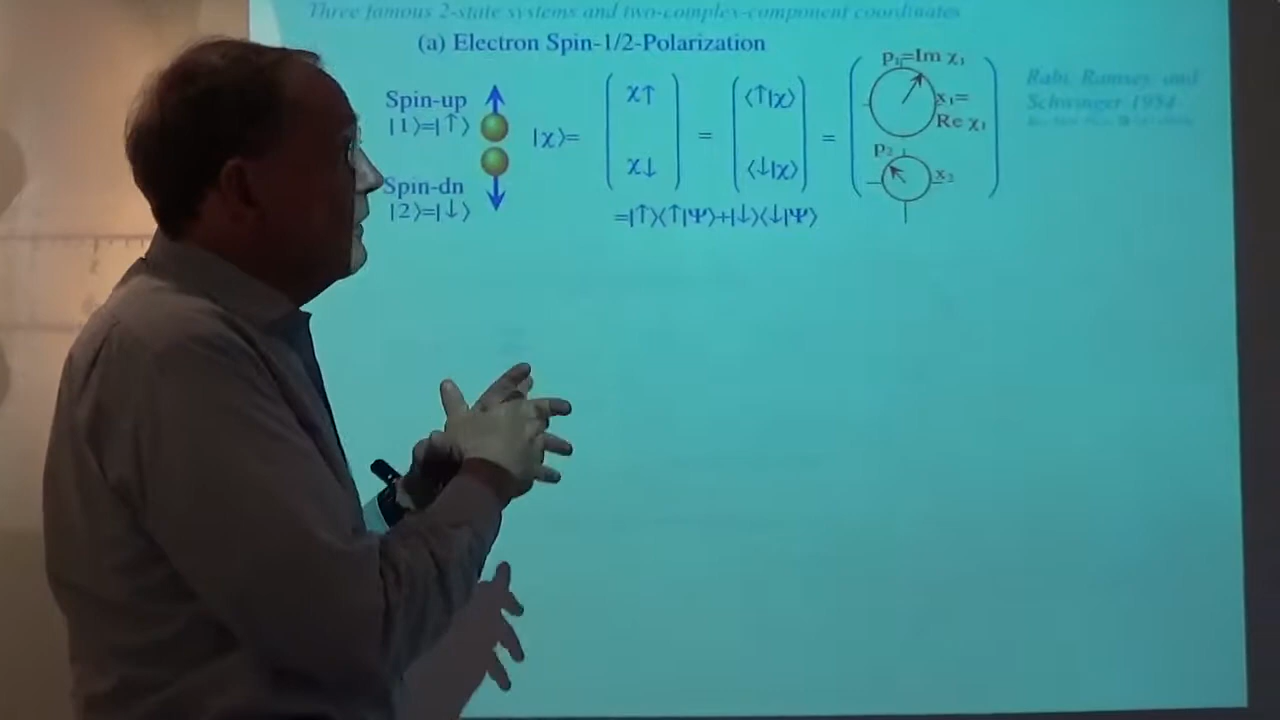 Three famous 2-state systems and two-complex-component coordinates
(a) Electron Spin-1/2-Polarization
Spin-up
|1⟩=|↑⟩
Spin-dn
|2⟩=|↓⟩
|χ⟩=
χ↑
χ↓
=
⟨↑|χ⟩
⟨↓|χ⟩
=
p₁=Im χ₁
x₁=
Re χ₁
p₂
x₂
=|↑⟩⟨↑|Ψ⟩+|↓⟩⟨↓|Ψ⟩
Rabi, Ramsey, and
Schwinger 1954